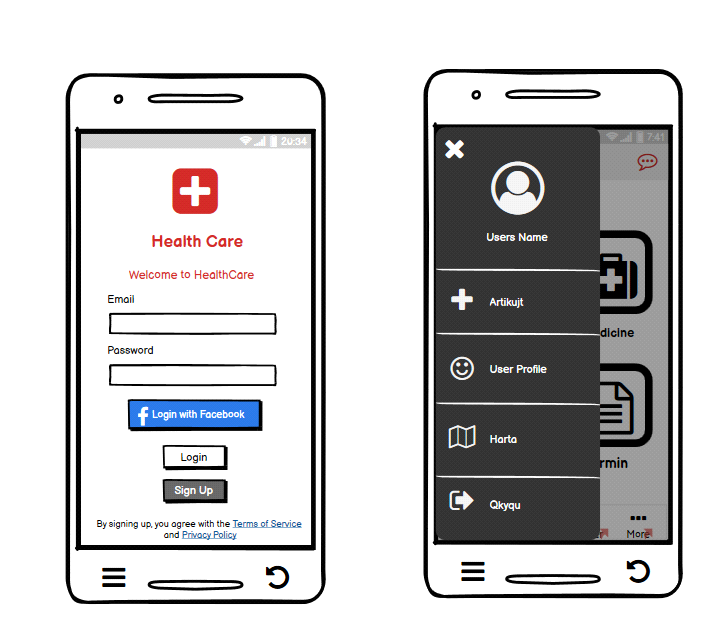 20:34
Health Care
Welcome to HealthCare
Email
Password
f Login with Facebook
Login
Sign Up
By signing up, you agree with the Terms of Service
and Privacy Policy
7:41
Users Name
Artikujt
dicine
User Profile
Harta
rmin
Qkyqu
More